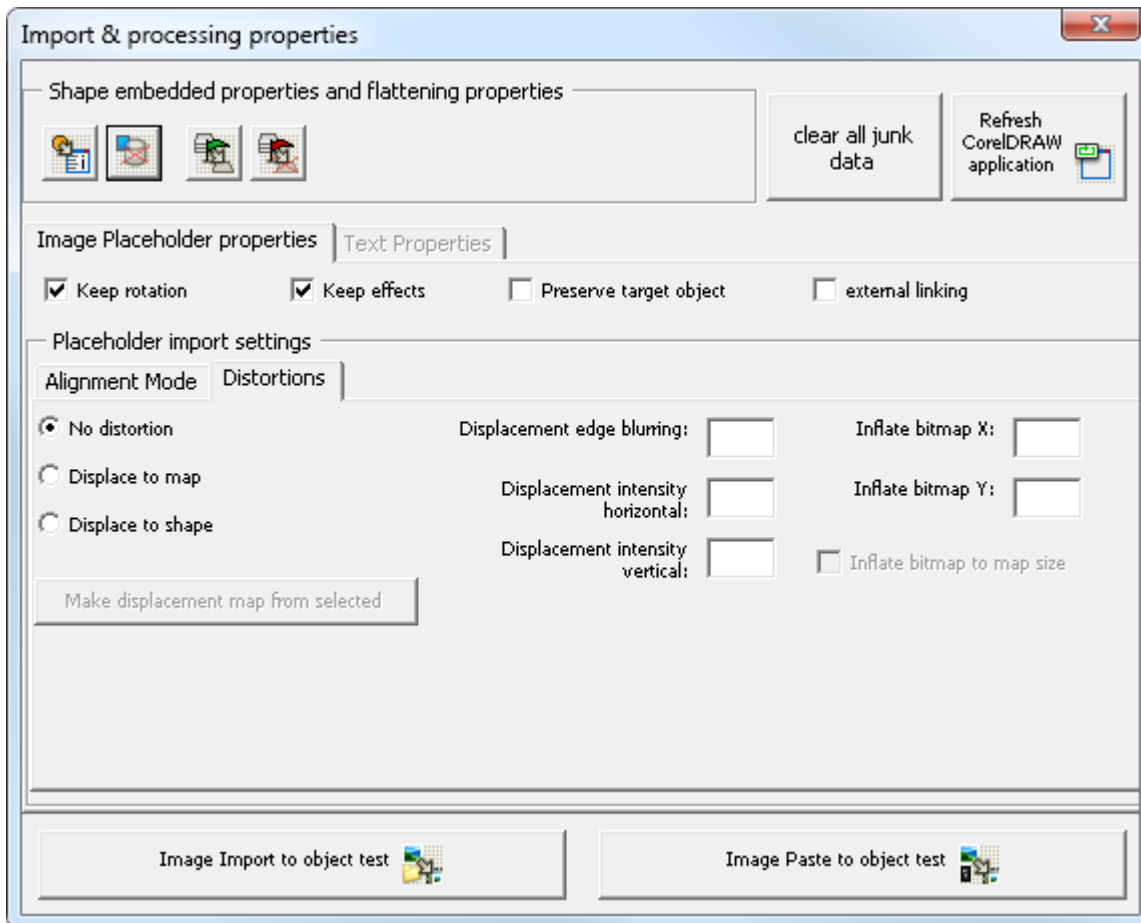 Import & processing properties
Shape embedded properties and flattening properties
clear all junk
data
Refresh
CorelDRAW
application
Image Placeholder properties
Text Properties
Keep rotation
Keep effects
Preserve target object
external linking
Placeholder import settings
Alignment Mode
Distortions
No distortion
Displace to map
Displace to shape
Make displacement map from selected
Displacement edge blurring:
Displacement intensity
horizontal:
Displacement intensity
vertical:
Inflate bitmap X:
Inflate bitmap Y:
Inflate bitmap to map size
Image Import to object test
Image Paste to object test